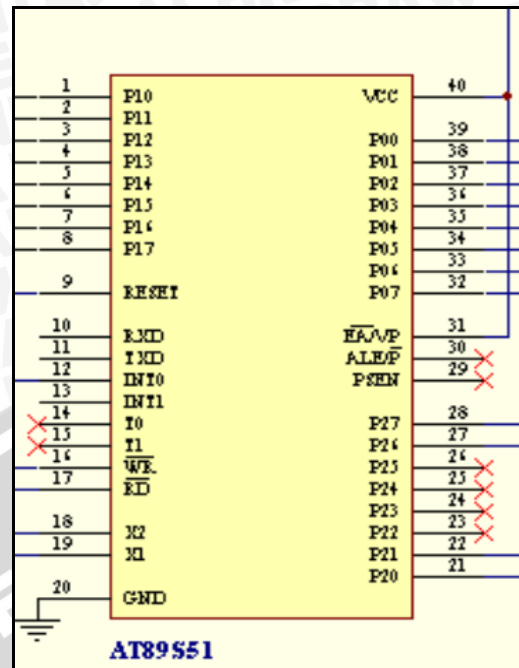 1 P10 VCC 40
2 P11
3 P12 P00 39
4 P13 P01 38
5 P14 P02 37
6 P15 P03 36
7 P16 P04 35
8 P17 P05 34
P06 33
9 RESET P07 32
10 RXD EA/VP 31
11 TXD ALE/P 30
12 INT0 PSEN 29
13 INT1
14 T0 P27 28
15 T1 P26 27
16 WR P25 26
17 RD P24 25
P23 24
18 X2 P22 23
19 X1 P21 22
P20 21
20 GND
AT89S51